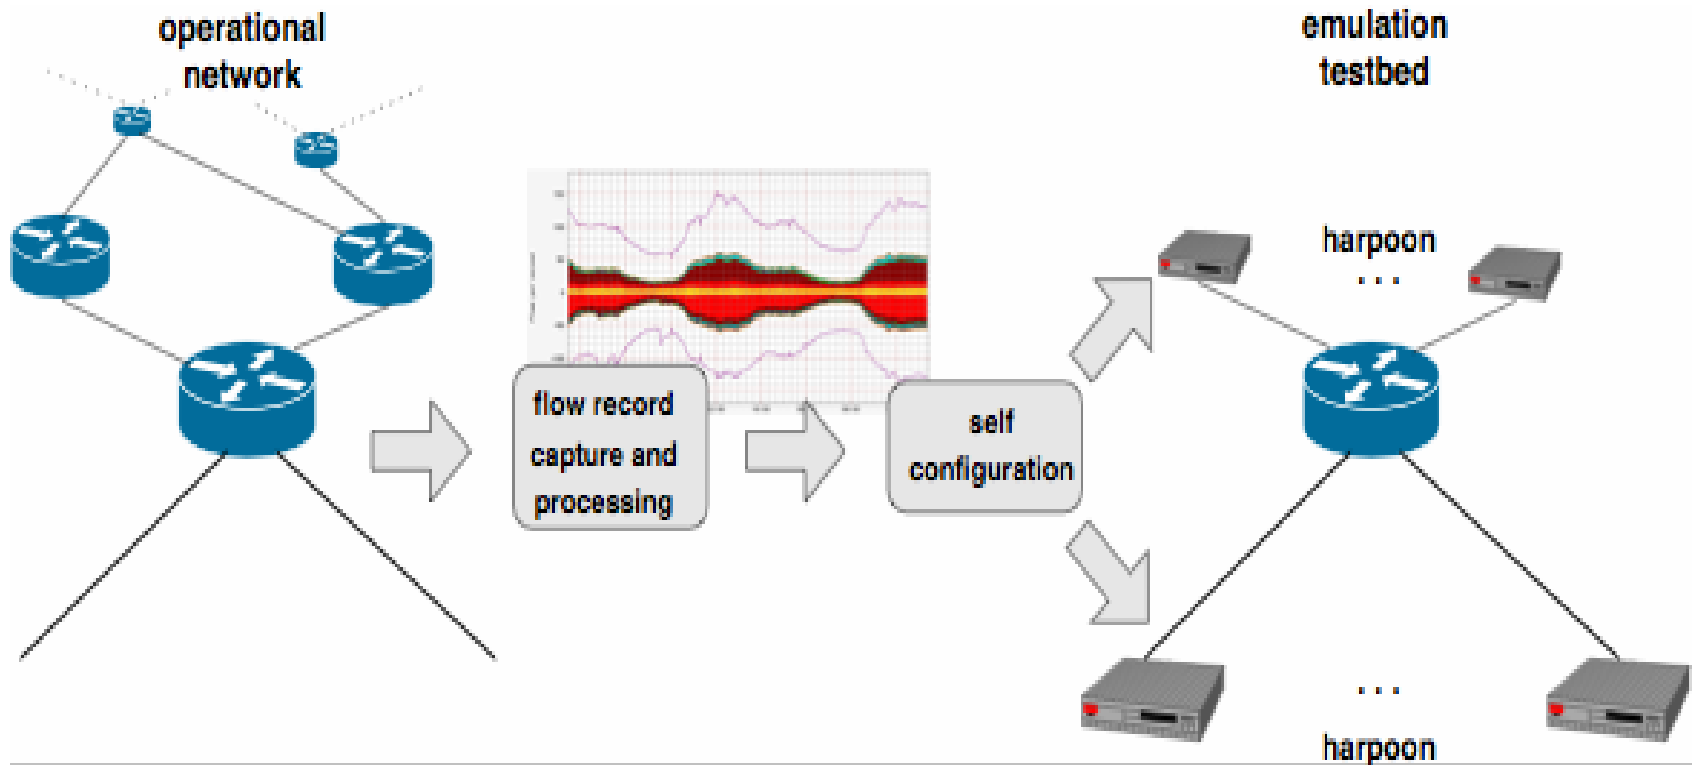 operational
network
emulation
testbed
harpoon
...
flow record
capture and
processing
self
configuration
...
harpoon